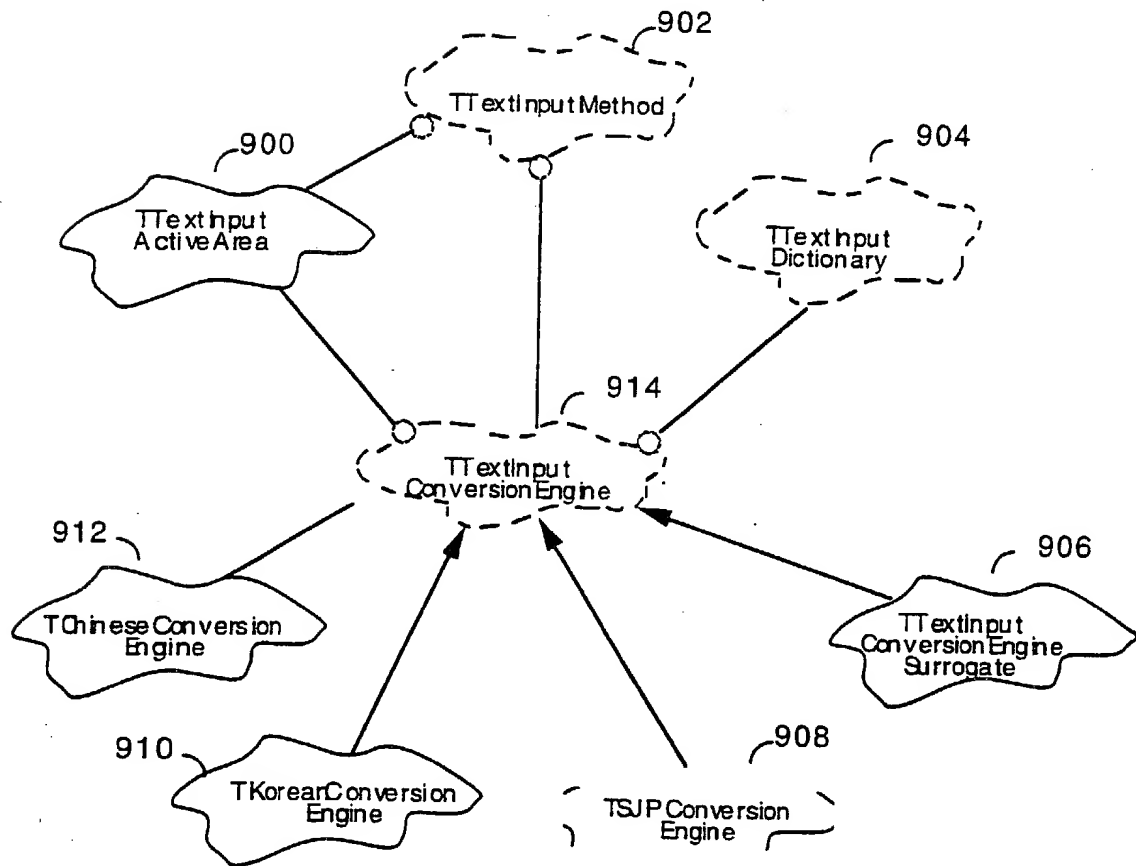 902
TTextInputMethod
900
904
TTextInput
ActiveArea
TTextInput
Dictionary
914
TTextInput
ConversionEngine
912
906
TChineseConversion
Engine
TTextInput
ConversionEngine
Surrogate
910
908
TKoreanConversion
Engine
TSJPConversion
Engine